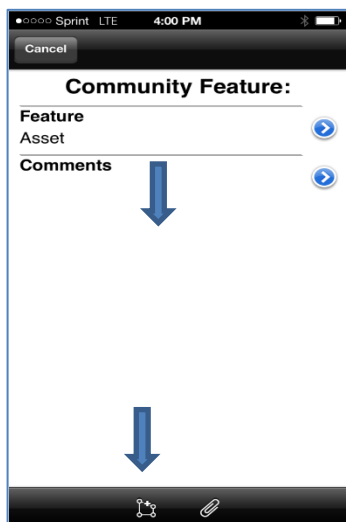 Sprint LTE 4:00 PM
Cancel
Community Feature:
Feature
Asset
Comments